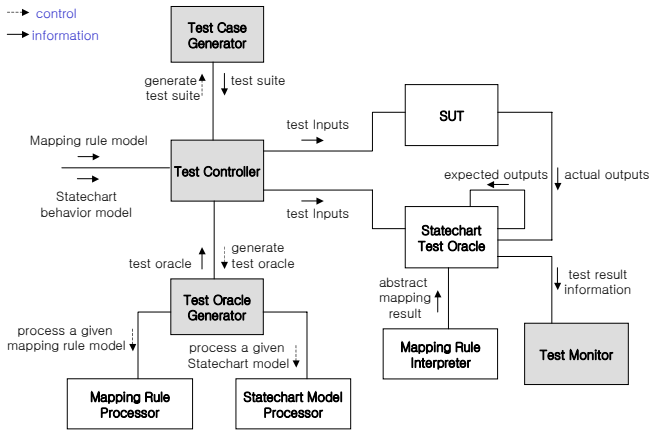 control
information
Test Case
Generator
generate
test suite
test suite
SUT
test Inputs
Mapping rule model
Test Controller
Statechart
behavior model
test Inputs
expected outputs
actual outputs
Statechart
Test Oracle
test oracle
generate
test oracle
Test Oracle
Generator
abstract
mapping
result
test result
information
process a given
mapping rule model
process a given
Statechart model
Mapping Rule
Interpreter
Test Monitor
Mapping Rule
Processor
Statechart Model
Processor